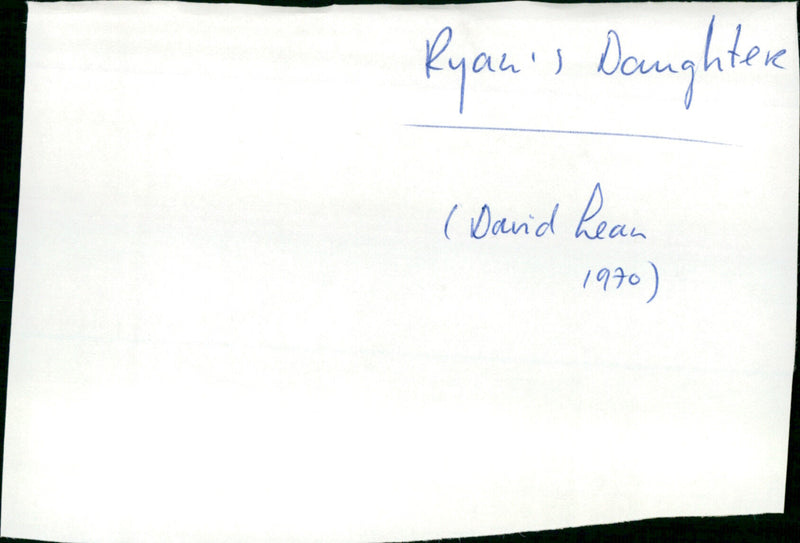 Ryan's Daughter
(David Lean
1970)